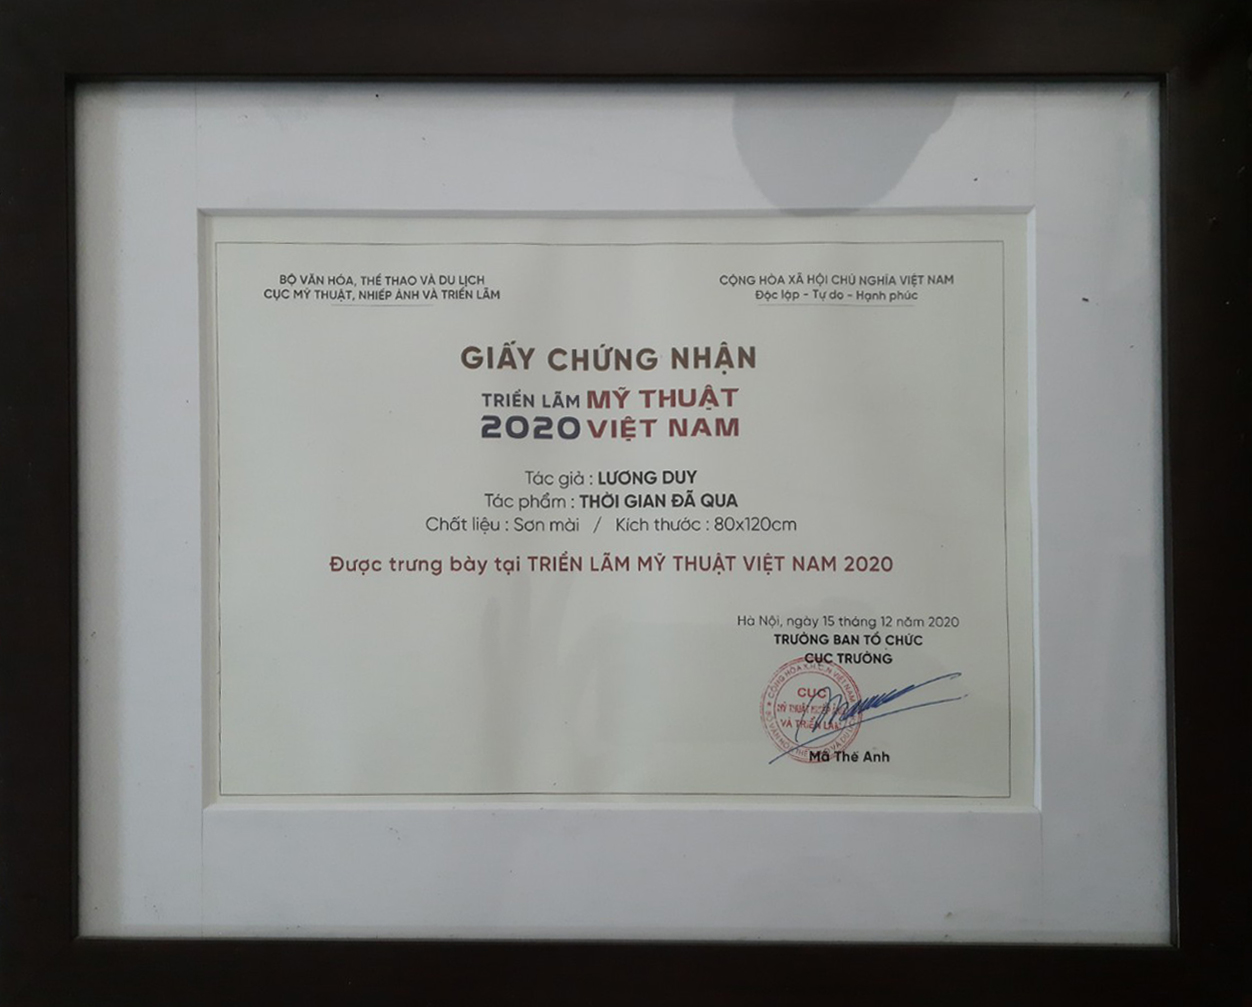 BỘ VĂN HÓA, THỂ THAO VÀ DU LỊCH
CỤC MỸ THUẬT, NHIẾP ẢNH VÀ TRIỂN LÃM
CỘNG HÒA XÃ HỘI CHỦ NGHĨA VIỆT NAM
Độc lập - Tự do - Hạnh phúc
GIẤY CHỨNG NHẬN
TRIỂN LÃM MỸ THUẬT
2020 VIỆT NAM
Tác giả : LƯƠNG DUY
Tác phẩm : THỜI GIAN ĐÃ QUA
Chất liệu : Sơn mài / Kích thước : 80x120cm
Được trưng bày tại TRIỂN LÃM MỸ THUẬT VIỆT NAM 2020
Hà Nội, ngày 15 tháng 12 năm 2020
TRƯỞNG BAN TỔ CHỨC
CỤC TRƯỞNG
CỤC
MỸ THUẬT
VÀ TRIỂN LÃM
Mã Thế Anh